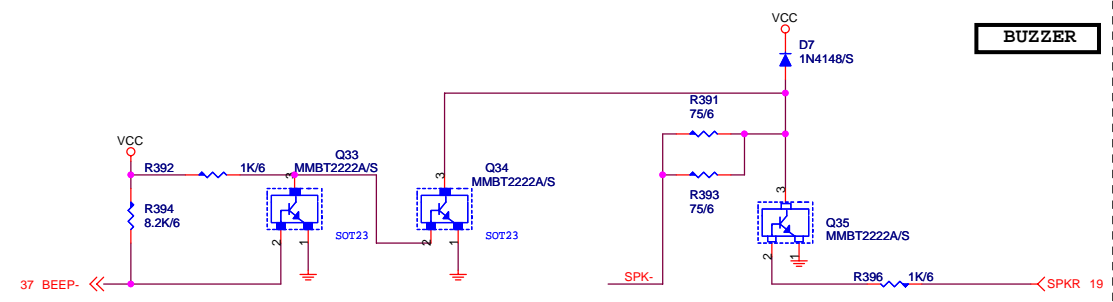 VCC
BUZZER
D7
1N4148/S
R391
75/6
VCC
R392
1K/6
Q33
MMBT2222A/S
3
3
Q34
MMBT2222A/S
R393
75/6
3
R394
8.2K/6
Q35
MMBT2222A/S
2
1
SOT23
2
1
SOT23
2
1
37 BEEP-
SPK-
R396
1K/6
SPKR 19